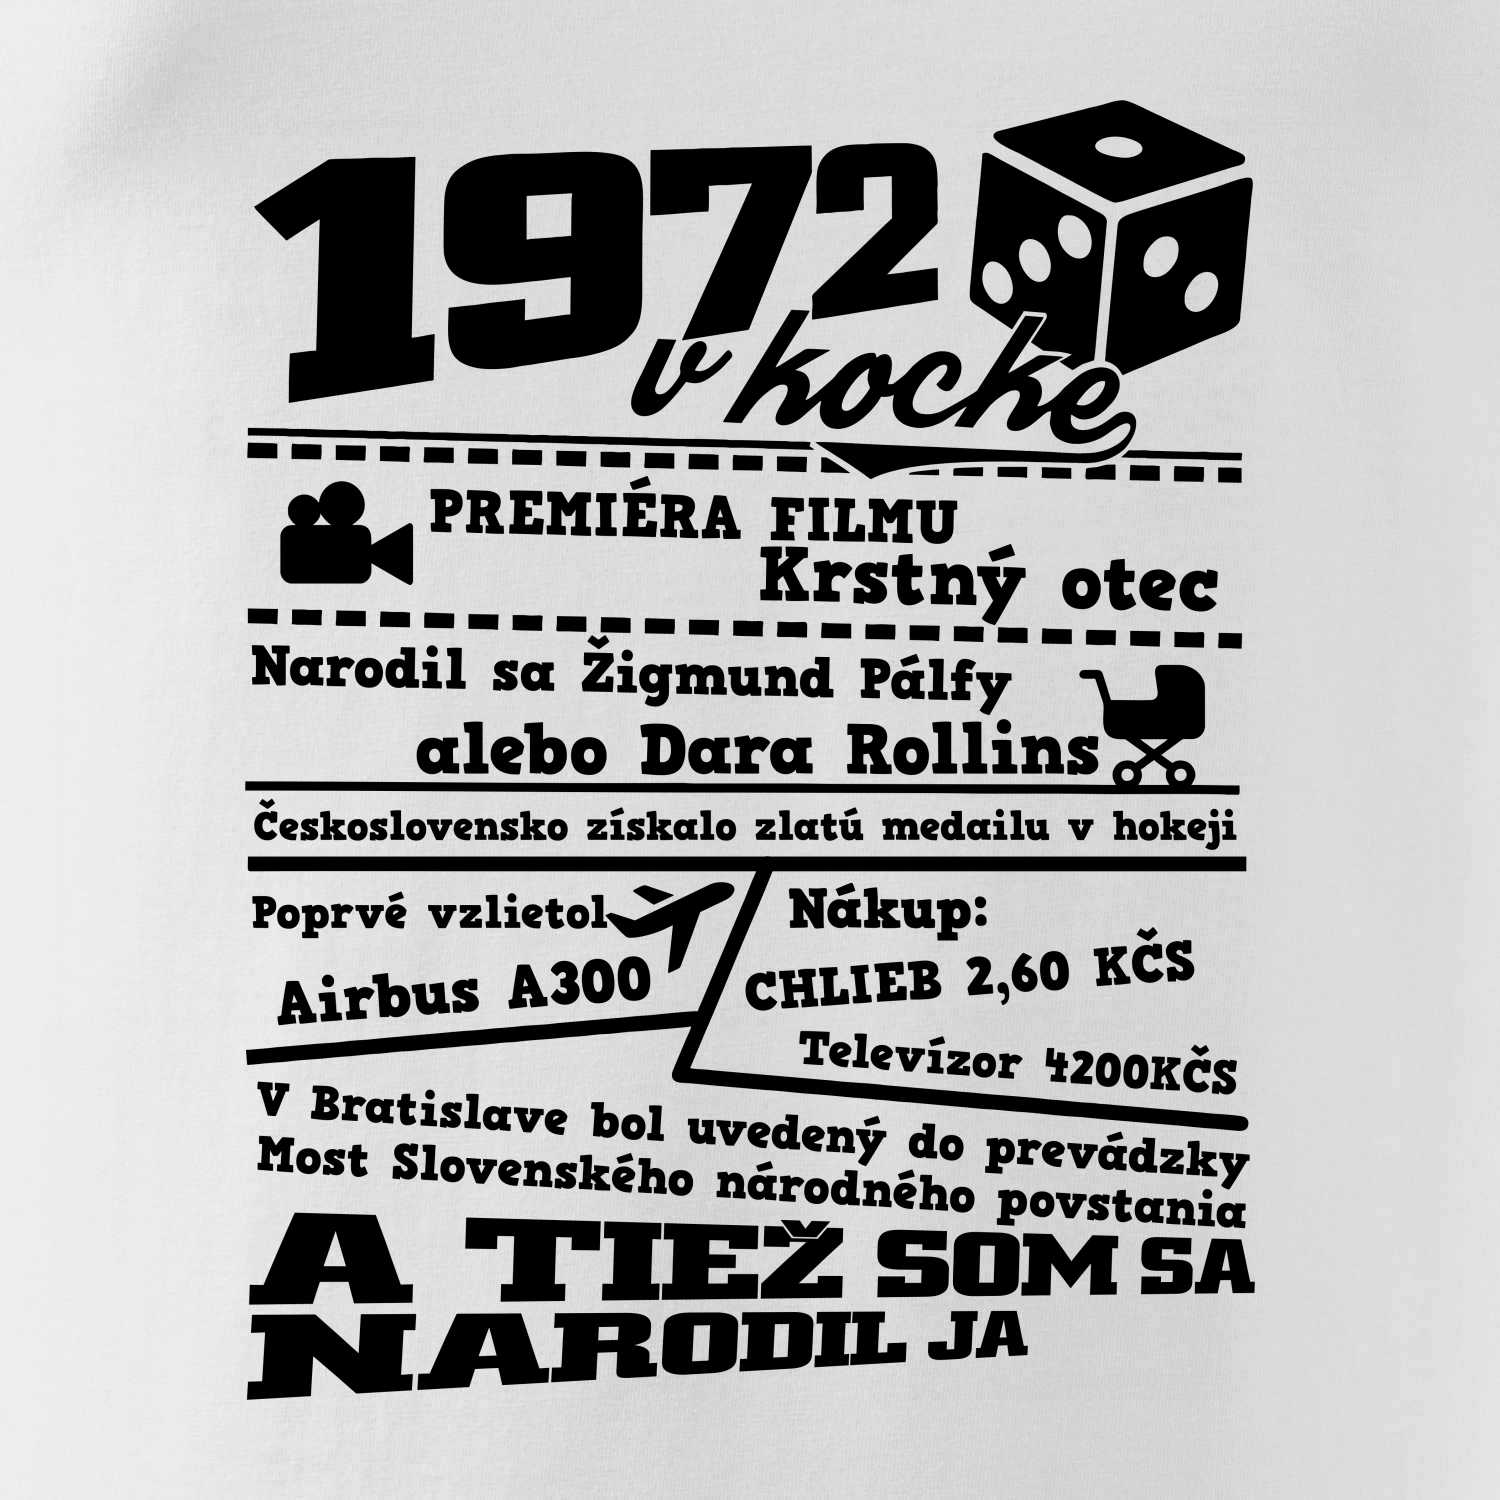 1972
v kocke
PREMIÉRA FILMU
Krstný otec
Narodil sa Žigmund Pálfy
alebo Dara Rollins
Československo získalo zlatú medailu v hokeji
Poprvé vzlietol
Airbus A300
Nákup:
CHLIEB 2,60 KČS
Televízor 4200KČS
V Bratislave bol uvedený do prevádzky
Most Slovenského národného povstania
A TIEŽ SOM SA
NARODIL JA